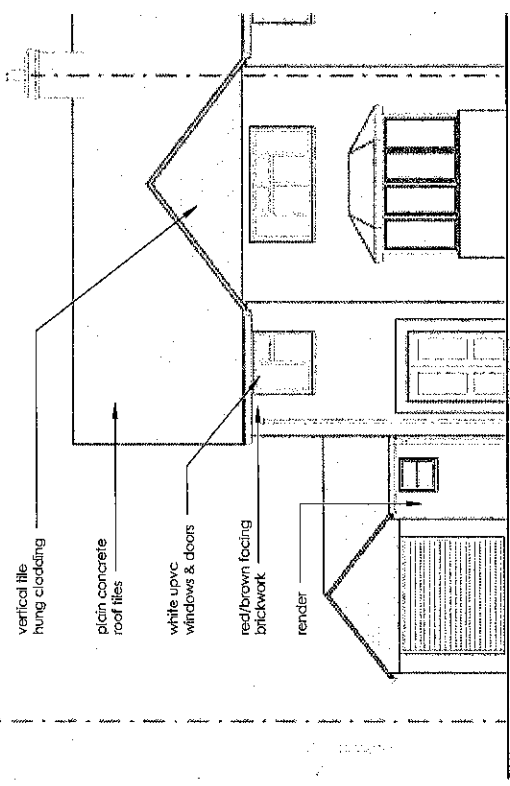 vertical tile
hung cladding
plain concrete
roof tiles
white upvc
windows & doors
red/brown facing
brickwork
render